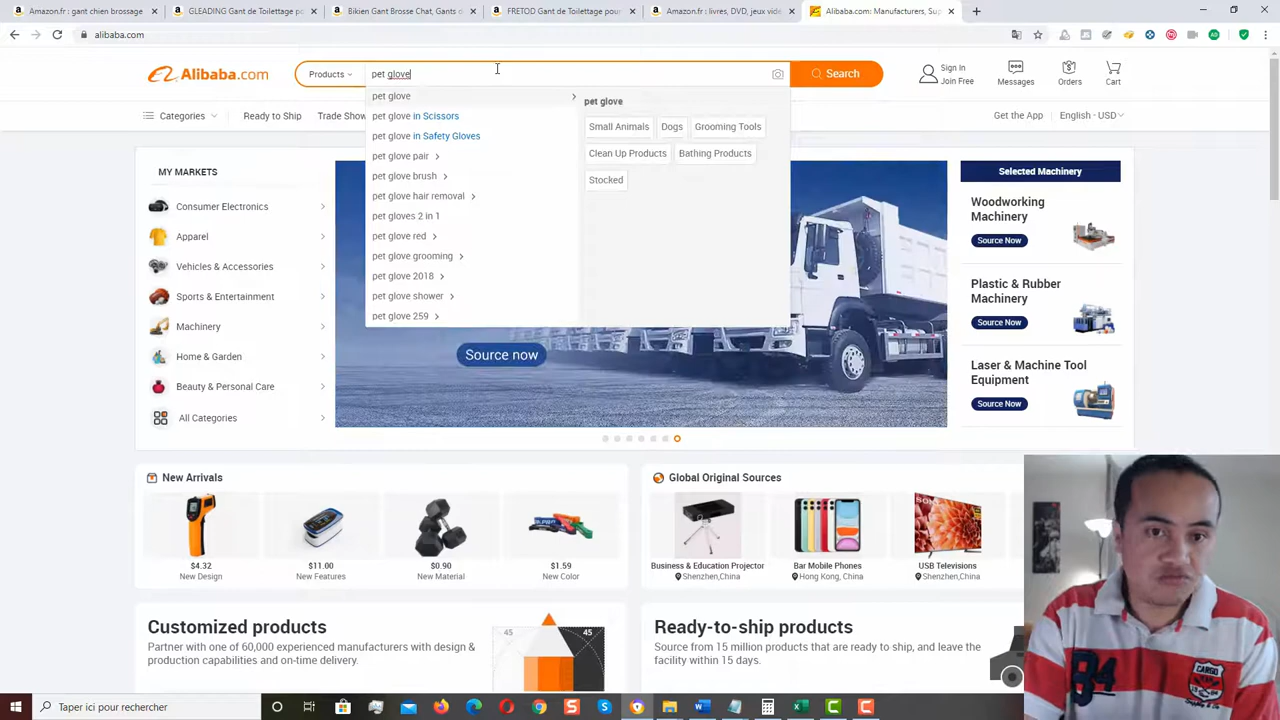 Amazon.fr : gant chien brossage.
GLEADING Gant de Toilettage p
Bikien Gant Brosse Chat, Gants d
FRETOD Gant de Toilettage pour
Amazon.fr : livres, DVD, jeux vidé
Alibaba.com: Manufacturers, Sup
alibaba.com
Alibaba.com
Products
pet glove
Search
Sign In
Join Free
Messages
Orders
Cart
Categories
Ready to Ship
Trade Show
Get the App
English - USD
pet glove
pet glove in Scissors
pet glove in Safety Gloves
pet glove pair
pet glove brush
pet glove hair removal
pet gloves 2 in 1
pet glove red
pet glove grooming
pet glove 2018
pet glove shower
pet glove 259
pet glove
Small Animals
Dogs
Grooming Tools
Clean Up Products
Bathing Products
Stocked
MY MARKETS
Consumer Electronics
Apparel
Vehicles & Accessories
Sports & Entertainment
Machinery
Home & Garden
Beauty & Personal Care
All Categories
Source now
Selected Machinery
Woodworking
Machinery
Source Now
Plastic & Rubber
Machinery
Source Now
Laser & Machine Tool
Equipment
Source Now
New Arrivals
$4.32
New Design
$11.00
New Features
$0.90
New Material
$1.59
New Color
Global Original Sources
Business & Education Projector
Shenzhen,China
Bar Mobile Phones
Hong Kong, China
SONY
USB Televisions
Shenzhen,China
Customized products
Partner with one of 60,000 experienced manufacturers with design &
production capabilities and on-time delivery.
45
45
Ready-to-ship products
Source from 15 million products that are ready to ship, and leave the
facility within 15 days.
84
CARGO
Taper ici pour rechercher